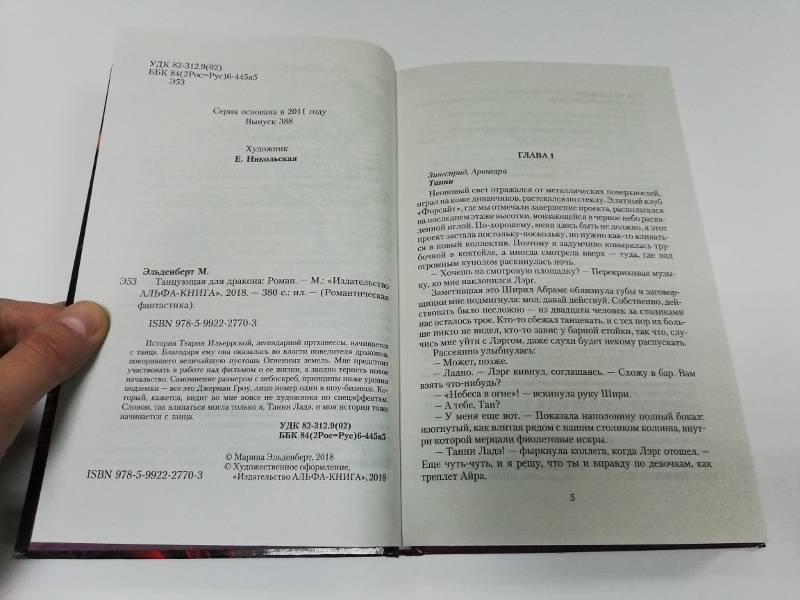 УДК 82-312.9(02)
ББК 84(2Рос=Рус)6-445я5
Э53
Серия основана в 2011 году
Выпуск 388
Художник
Е. Никольская
Эльденберт М.
Э53 Танцующая для дракона: Роман. — М.: «Издательство
АЛЬФА-КНИГА», 2018. — 380 с.: ил. — (Романтическая
фантастика).
ISBN 978-5-9922-2770-3
История Теарин Ильеррской, легендарной иртханессы, начинается
с танца. Благодаря ему она оказалась во власти повелителя драконов,
покорившего величайшую пустошь Огненных земель. Мне предстоит
участвовать в работе над фильмом о ее жизни, а заодно терпеть новое
начальство. Самомнение размером с небоскреб, принципы ниже уровня
подземки — все это Джерман Гроу, лицо номер один в шоу-бизнесе. Ко-
торый, кажется, видит во мне вовсе не художника по спецэффектам.
Словом, так вляпаться могла только я, Танни Ладэ, и моя история тоже
начинается с танца.
УДК 82-312.9(02)
ББК 84(2Рос=Рус)6-445я5
© Марина Эльденберт, 2018
© Художественное оформление,
ISBN 978-5-9922-2770-3 «Издательство АЛЬФА-КНИГА», 2018
ГЛАВА 1
Зингсприд, Аронгара
Танни
Неоновый свет отражался от металлических поверхностей,
играл на коже диванчиков, растекался по стеклу. Элитный клуб
«Форсайт», где мы отмечали завершение проекта, располагался
на последнем этаже высотки, вонзающейся в черное небо раска-
ленной иглой. По-хорошему, меня здесь быть не должно, я этот
проект застала постольку-поскольку, но нужно как-то вливать-
ся в новый коллектив. Поэтому я задумчиво ковырялась тру-
бочкой в коктейле, а иногда смотрела вверх — туда, где над
огромным куполом раскинулась ночь.
— Хочешь на смотровую площадку? — Перекрикивая музы-
ку, ко мне наклонился Лэрг.
Заметившая это Ширил Абрамс облизнула губы и заговор-
щицки мне подмигнула: мол, давай действуй. Собственно, дей-
ствовать было несложно — из двадцати человек за столиками
нас осталось трое. Кто-то сбежал танцевать, и с тех пор их боль-
ше никто не видел, кто-то завис у барной стойки, так что, слу-
чись у меня что с Лэргом, даже слухи будет некому распускать.
Рассеянно улыбнулась:
— Может, позже.
— Ладно. — Лэрг кивнул, соглашаясь. — Схожу в бар. Вам
взять что-нибудь?
— «Небеса в огне»! — вскинула руку Шири.
— А тебе, Тан?
— У меня еще вот. — Показала наполовину полный бокал:
изогнутый, как влитая рядом с нашим столиком колонна, внут-
ри которой мерцали фиолетовые искры.
— Танни Ладэ! — фыркнула коллега, когда Лэрг отошел. —
Еще чуть-чуть, и я решу, что ты и вправду по девочкам, как
треплет Айра.
5